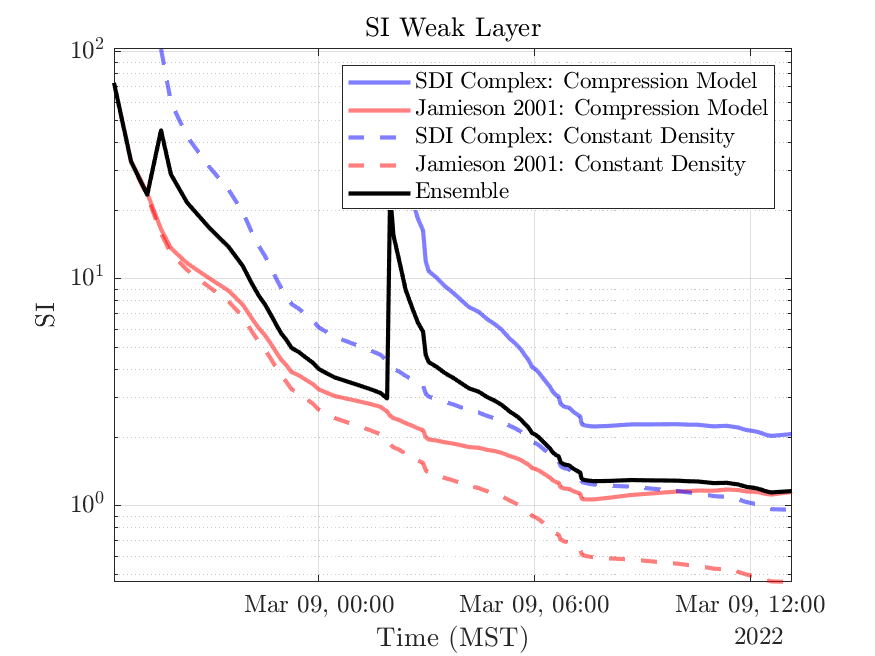 SI Weak Layer
10^2
10^1
10^0
SI
SDI Complex: Compression Model
Jamieson 2001: Compression Model
SDI Complex: Constant Density
Jamieson 2001: Constant Density
Ensemble
Mar 09, 00:00
Mar 09, 06:00
Mar 09, 12:00
Time (MST)
2022